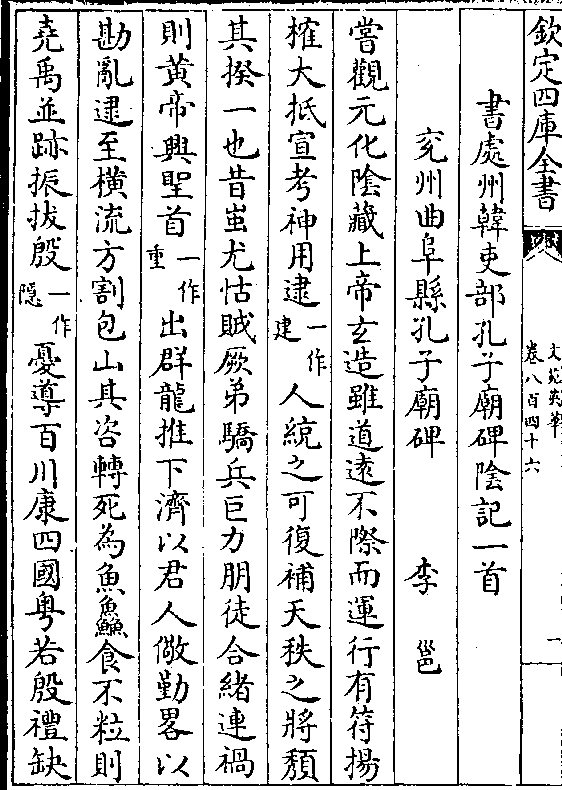 欽定四庫全書
文苑英華
卷八百四十六
一
書處州韓吏部孔子廟碑陰記一首
兗州曲阜縣孔子廟碑 李邕
嘗觀元化陰藏上帝玄造雖道遠不際而運行有符揚
榷大抵宣考神用逮一作建人統之可復補天秩之將頽
其揆一也昔蚩尤怙賊厥弟驕兵巨力朋徒合緒連禍
則黄帝興聖首一作重出群龍推下濟以君人儆勤畧以
勘亂逮至横流方割包山其咨轉死為魚鱻食不粒則
堯禹並跡振拔殷一作隠憂導百川康四國粤若殷禮缺